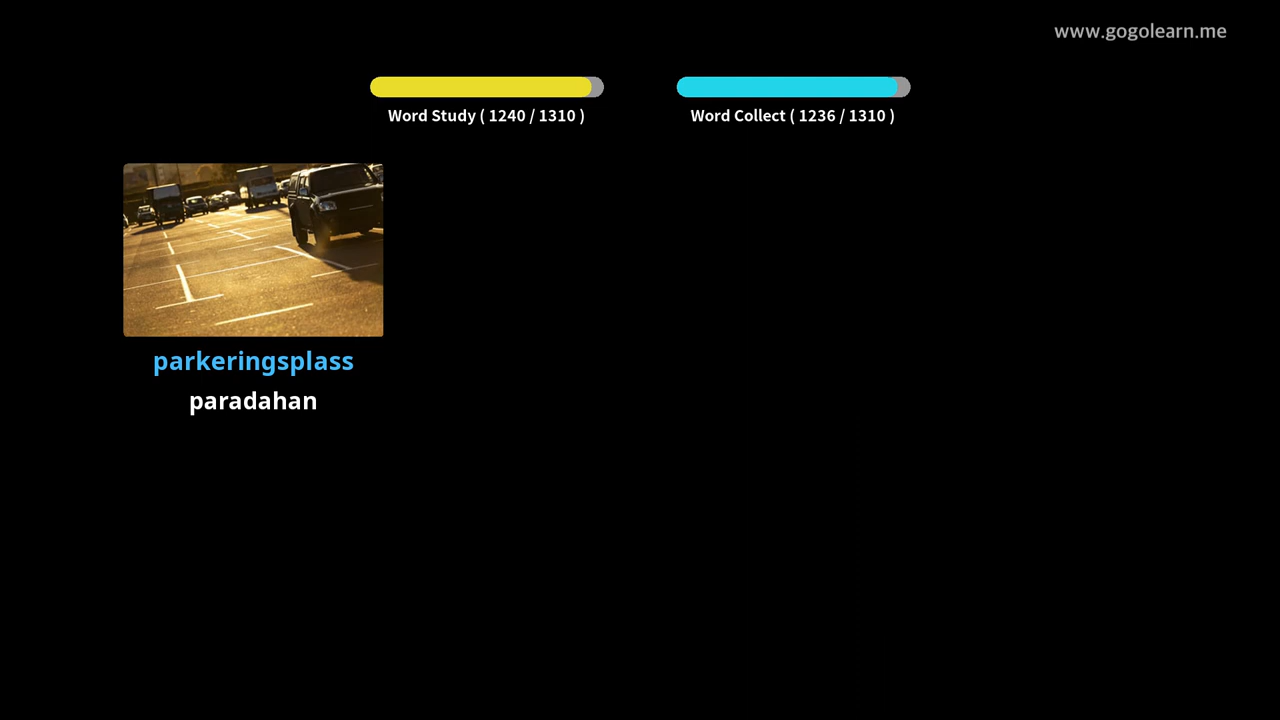 www.gogolearn.me
Word Study ( 1240 / 1310 )
Word Collect ( 1236 / 1310 )
parkeringsplass
paradahan